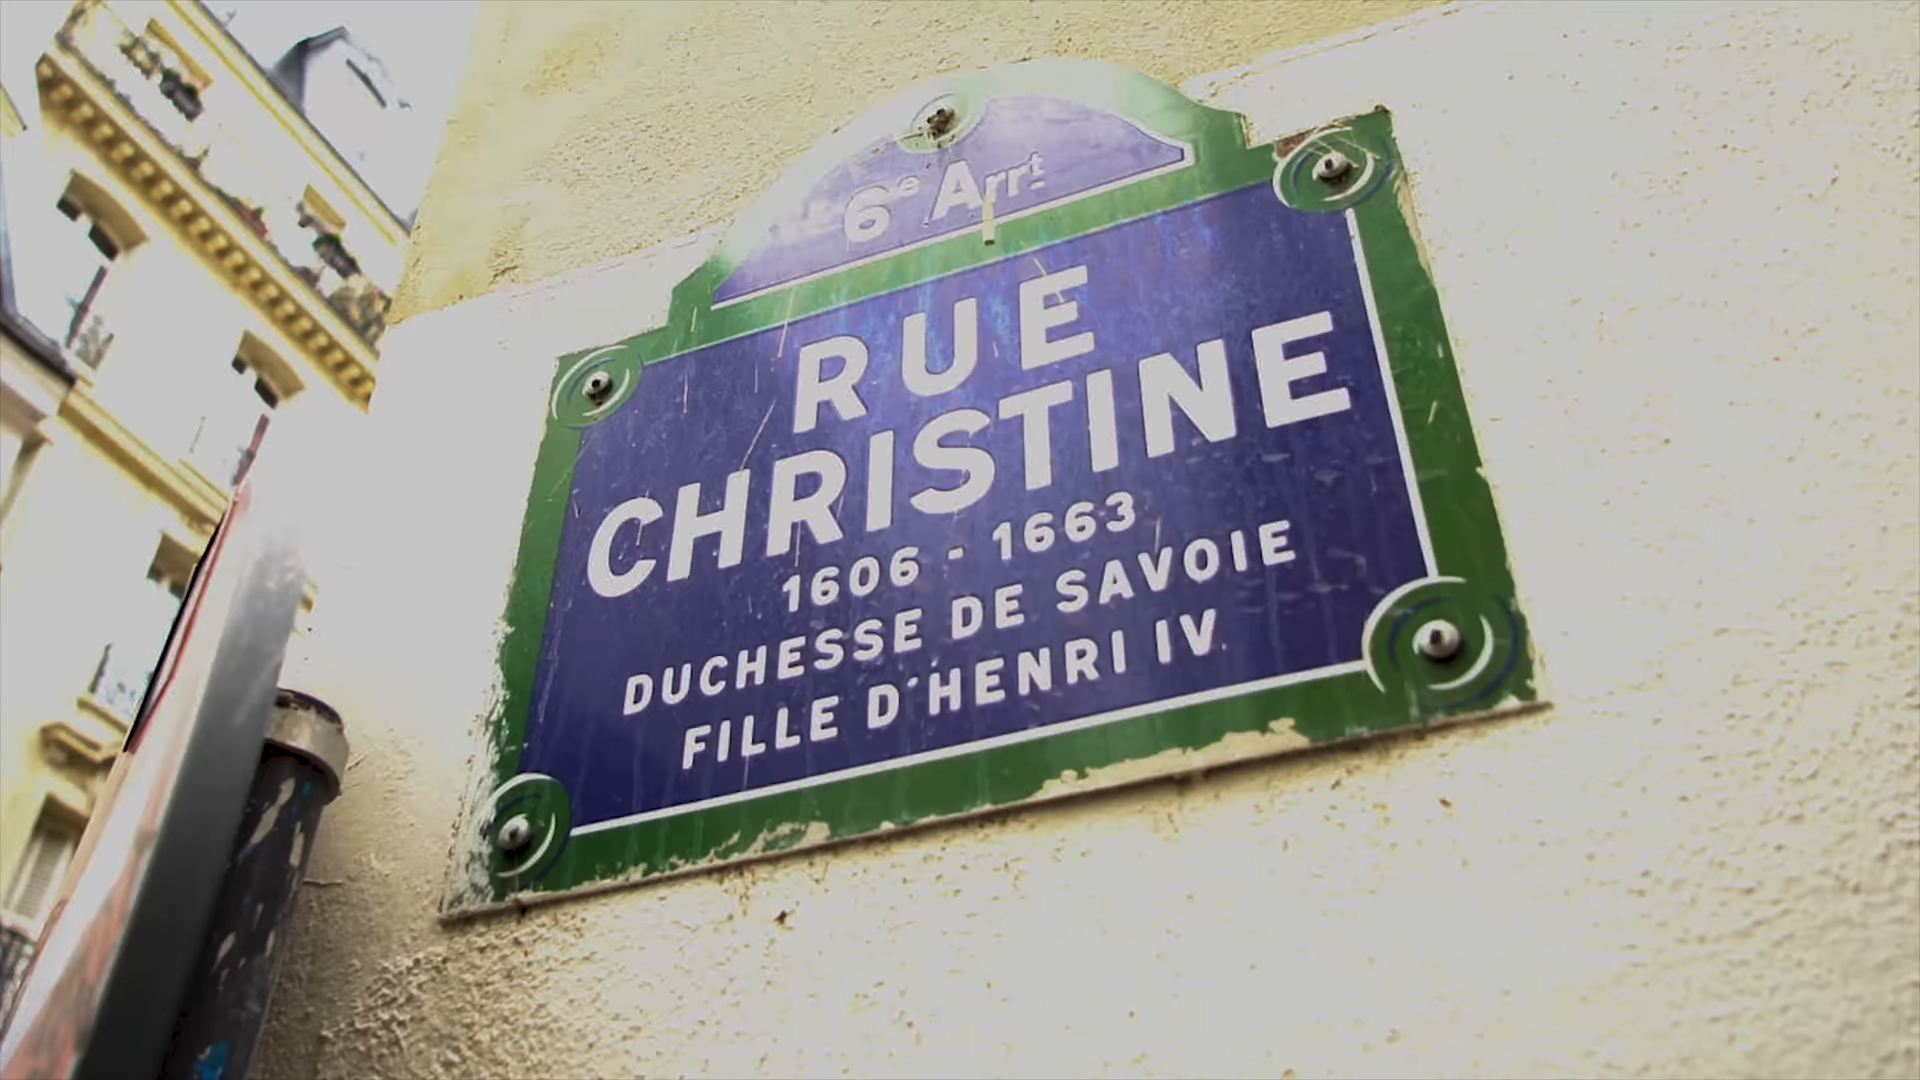 6e Arrt
RUE
CHRISTINE
1606 - 1663
DUCHESSE DE SAVOIE
FILLE D'HENRI IV